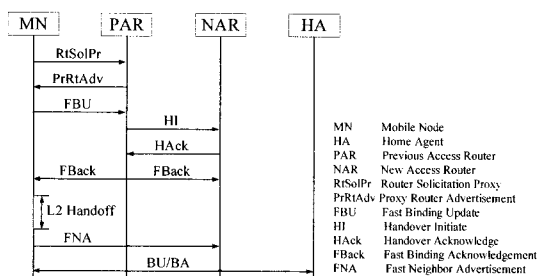 MN PAR NAR HA
RtSolPr
PrRtAdv
FBU
HI
HAck
FBack FBack
L2 Handoff
FNA
BU/BA
MN Mobile Node
HA Home Agent
PAR Previous Access Router
NAR New Access Router
RtSolPr Router Solicitation Proxy
PrRtAdv Proxy Router Advertisement
FBU Fast Binding Update
HI Handover Initiate
HAck Handover Acknowledge
FBack Fast Binding Acknowledgement
FNA Fast Neighbor Advertisement